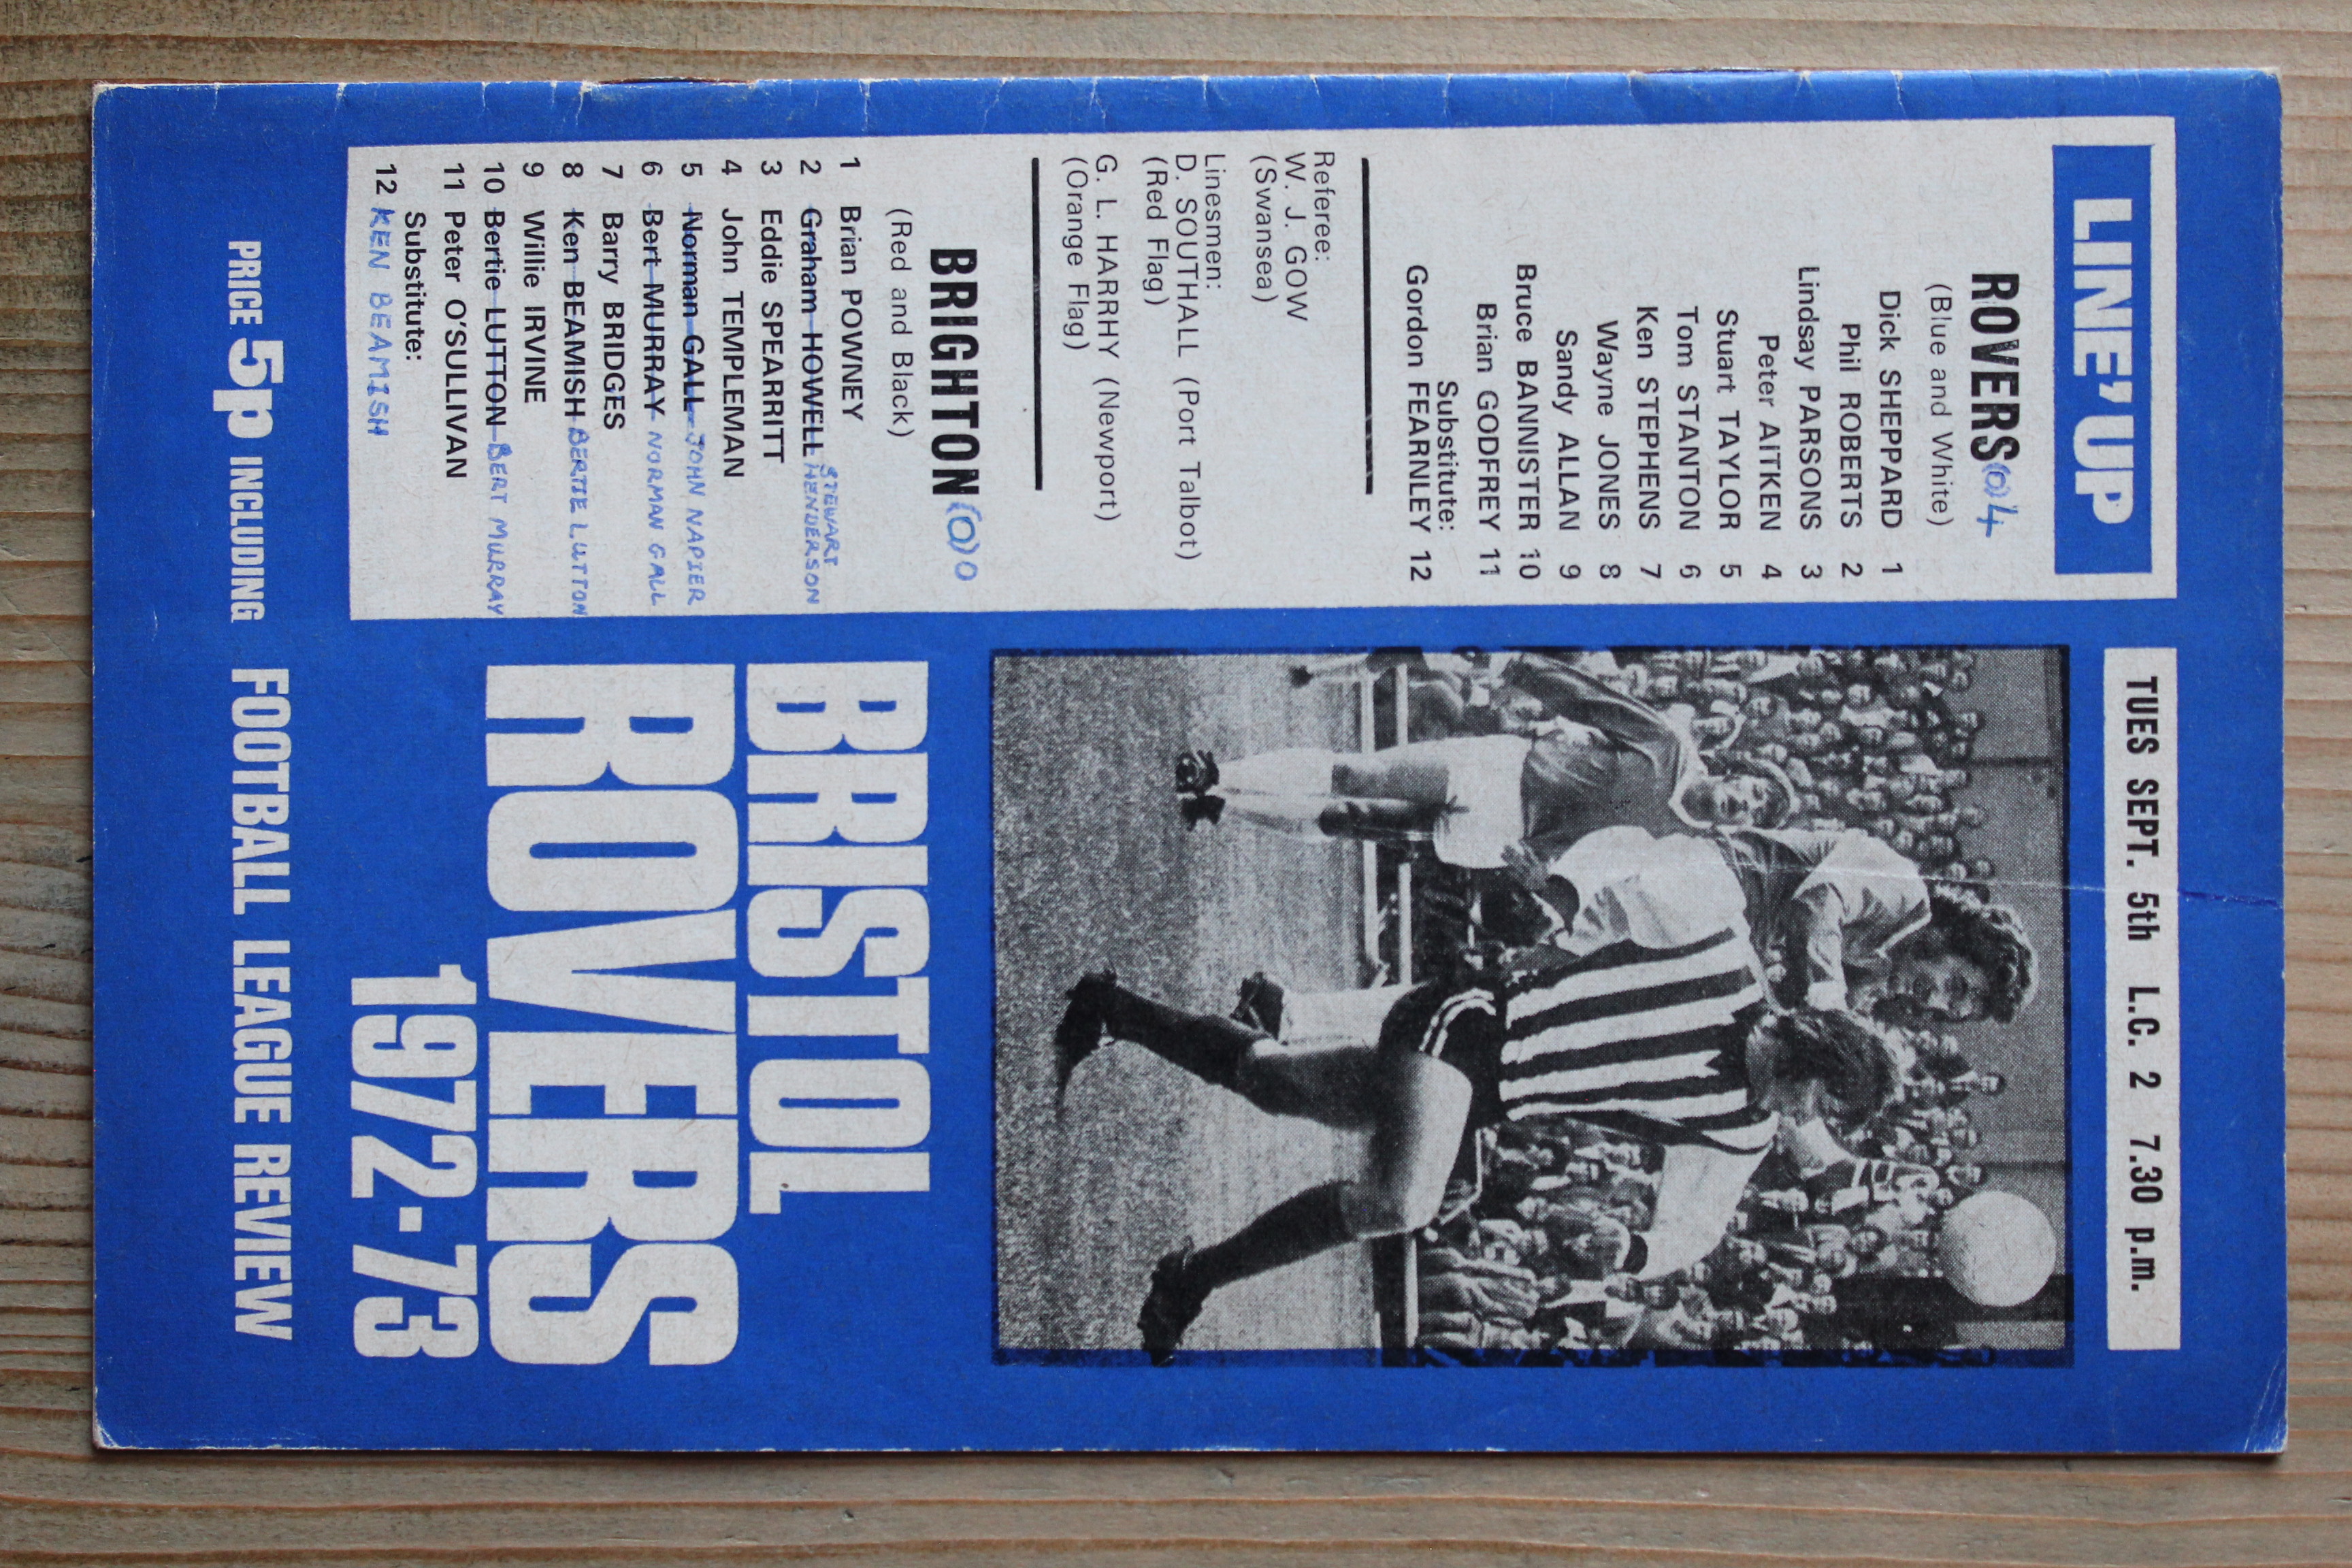 LINE'UP
ROVERS (0) 4
(Blue and White)
Dick SHEPPARD 1
Phil ROBERTS 2
Lindsay PARSONS 3
Peter AITKEN 4
Stuart TAYLOR 5
Tom STANTON 6
Ken STEPHENS 7
Wayne JONES 8
Sandy ALLAN 9
Bruce BANNISTER 10
Brian GODFREY 11
Substitute:
Gordon FEARNLEY 12
Referee:
W. J. GOW
(Swansea)
Linesmen:
D. SOUTHALL (Port Talbot)
(Red Flag)
G. L. HARRHY (Newport)
(Orange Flag)
BRIGHTON (0) 0
(Red and Black)
1 Brian POWNEY
2 Graham HOWELL STEWART HENDERSON
3 Eddie SPEARRITT
4 John TEMPLEMAN
5 Norman GALL JOHN NAPIER
6 Bert MURRAY NORMAN GALL
7 Barry BRIDGES
8 Ken BEAMISH BERTIE LUTTON
9 Willie IRVINE
10 Bertie LUTTON BERT MURRAY
11 Peter O'SULLIVAN
Substitute:
12 KEN BEAMISH
TUES SEPT. 5th L.C. 2 7.30 p.m.
BRISTOL
ROVERS
1972-73
PRICE 5p INCLUDING FOOTBALL LEAGUE REVIEW